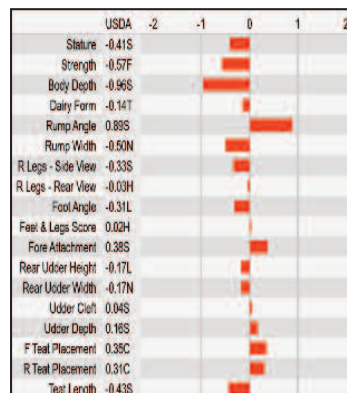 USDA -2 -1 0 1 2
Stature -0.41S
Strength -0.57F
Body Depth -0.96S
Dairy Form -0.14T
Rump Angle 0.89S
Rump Width -0.50N
R Legs - Side View -0.33S
R Legs - Rear View -0.03H
Foot Angle -0.31L
Feet & Legs Score 0.02H
Fore Attachment 0.38S
Rear Udder Height -0.17L
Rear Udder Width -0.17N
Udder Cleft 0.04S
Udder Depth 0.16S
F Teat Placement 0.35C
R Teat Placement 0.31C
Teat Length -0.43S